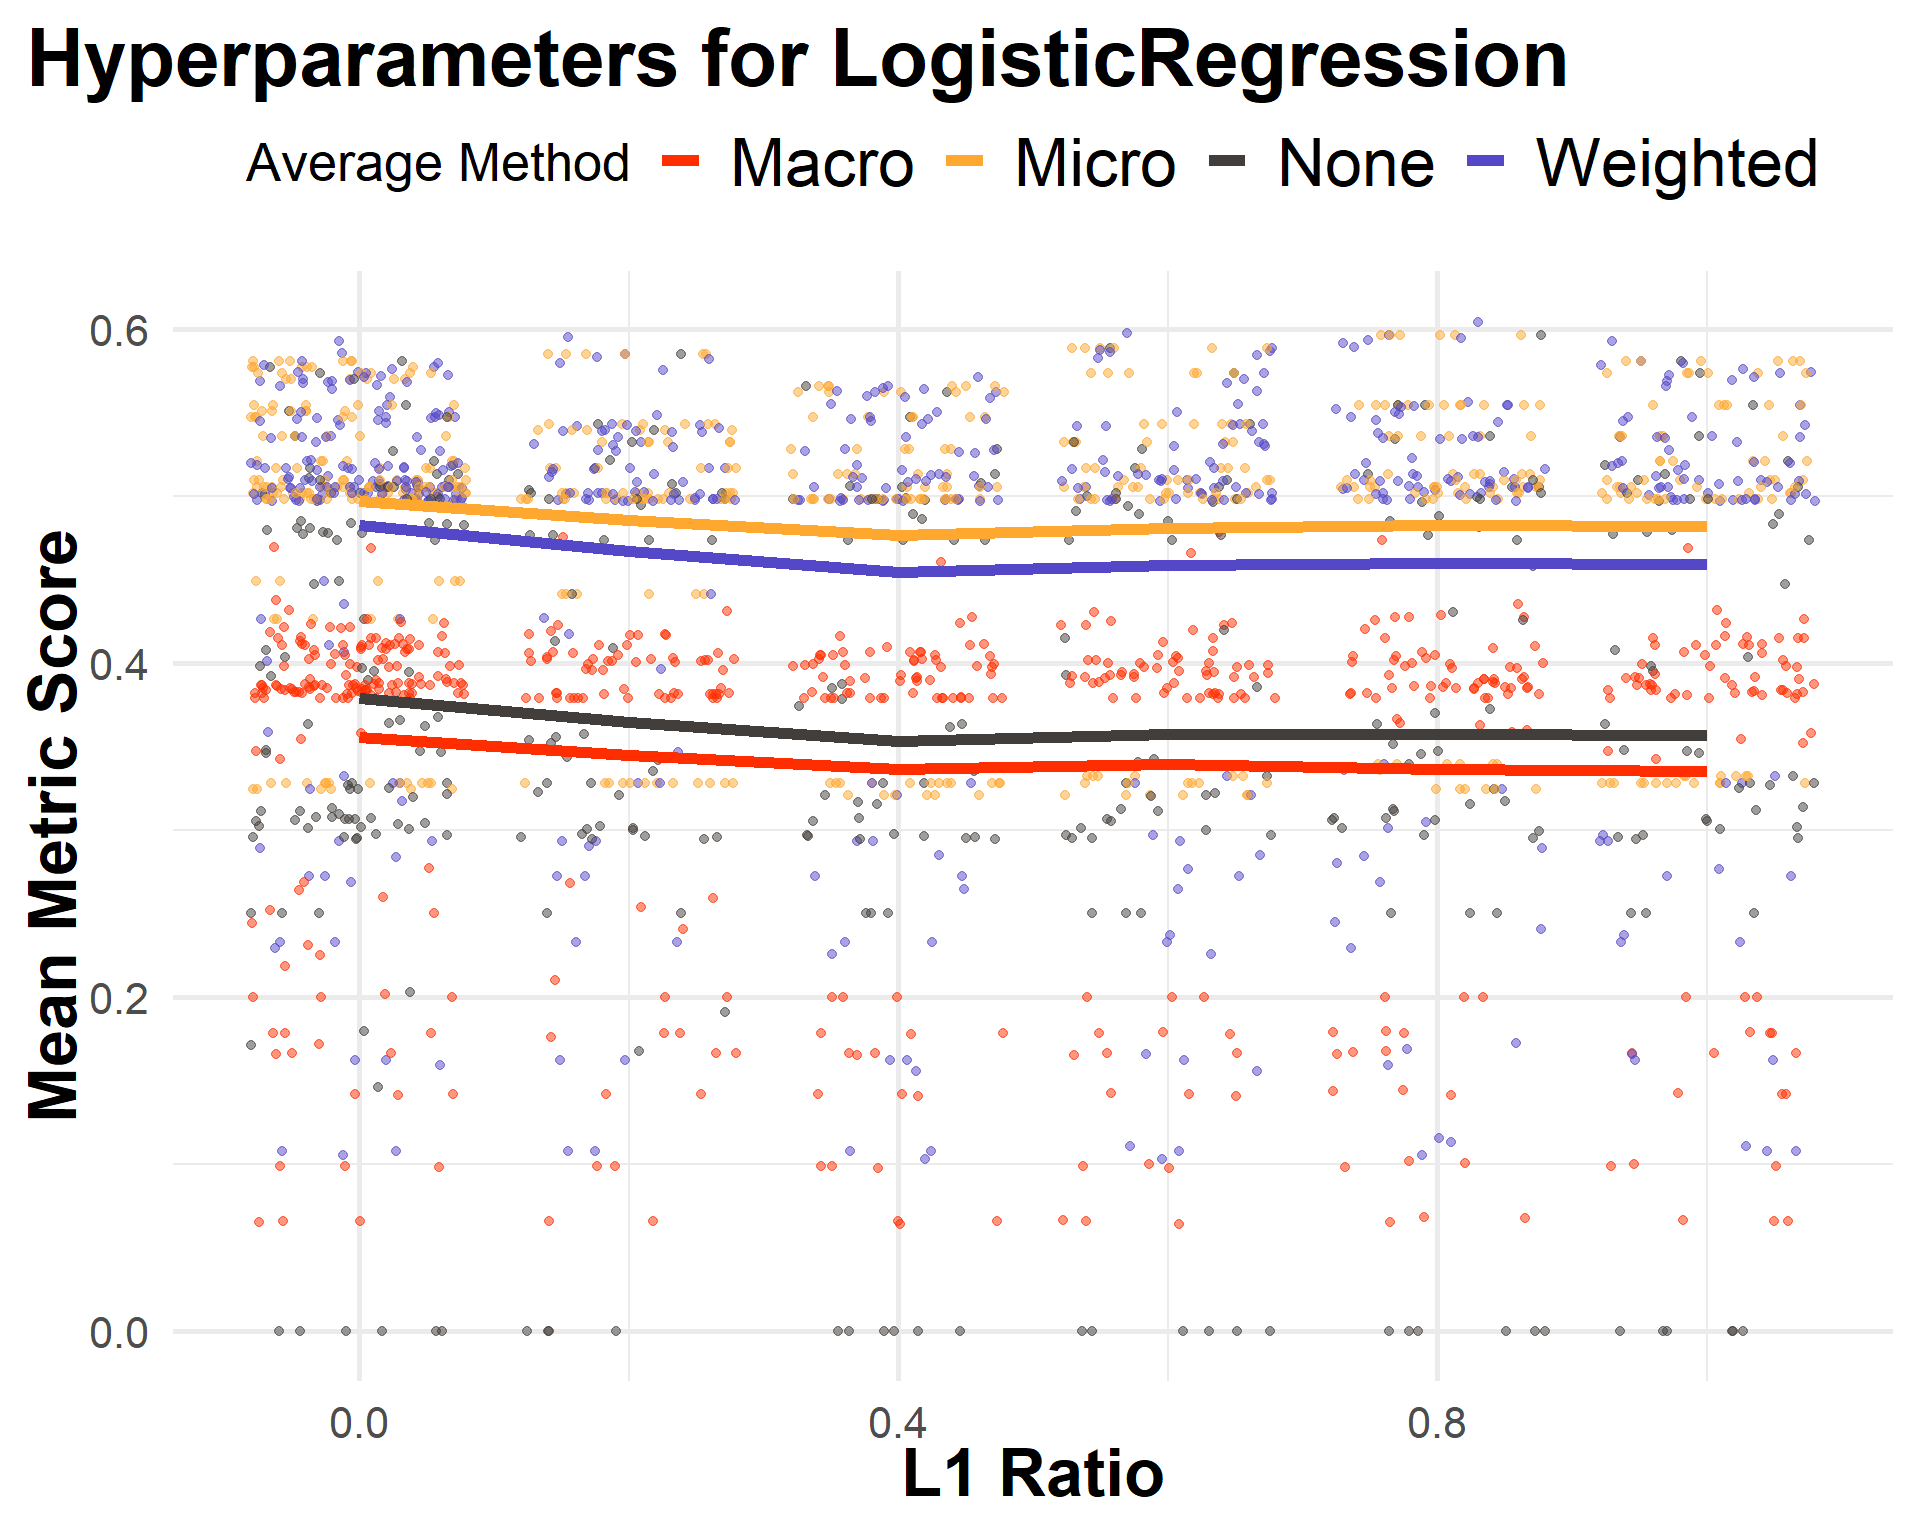 Hyperparameters for LogisticRegression
Average Method Macro Micro None Weighted
Mean Metric Score
0.6
0.4
0.2
0.0
0.0 0.4 0.8
L1 Ratio